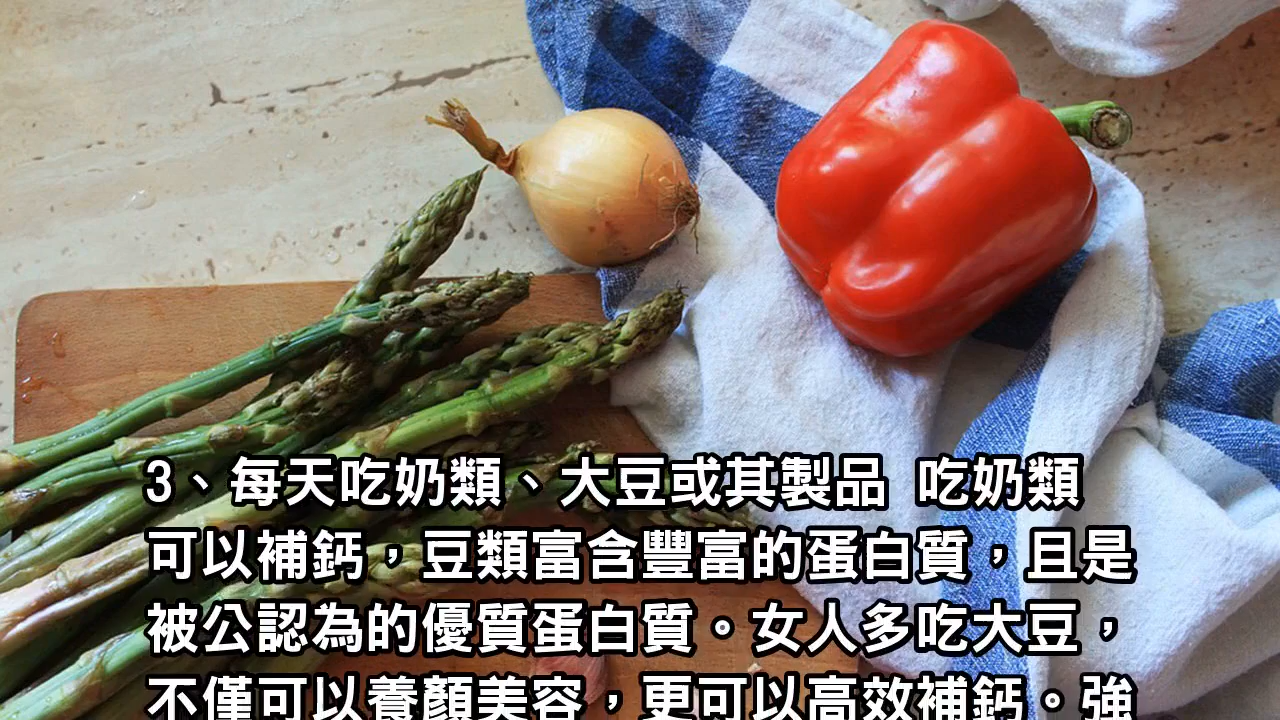 3、每天吃奶類、大豆或其製品 吃奶類
可以補鈣，豆類富含豐富的蛋白質，且是
被公認為的優質蛋白質。女人多吃大豆，
不僅可以養顏美容，更可以高效補鈣。強